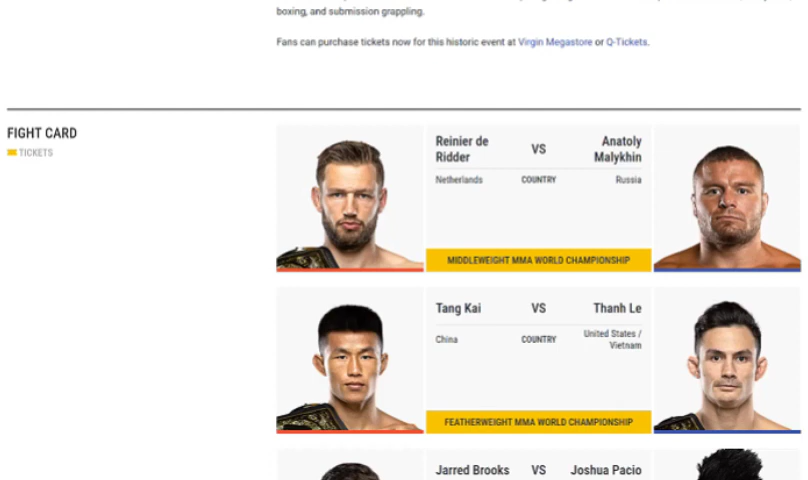 boxing, and submission grappling.
Fans can purchase tickets now for this historic event at Virgin Megastore or Q-Tickets.
FIGHT CARD
TICKETS
Reinier de Ridder VS Anatoly Malykhin
Netherlands COUNTRY Russia
MIDDLEWEIGHT MMA WORLD CHAMPIONSHIP
Tang Kai VS Thanh Le
China COUNTRY United States / Vietnam
FEATHERWEIGHT MMA WORLD CHAMPIONSHIP
Jarred Brooks VS Joshua Pacio